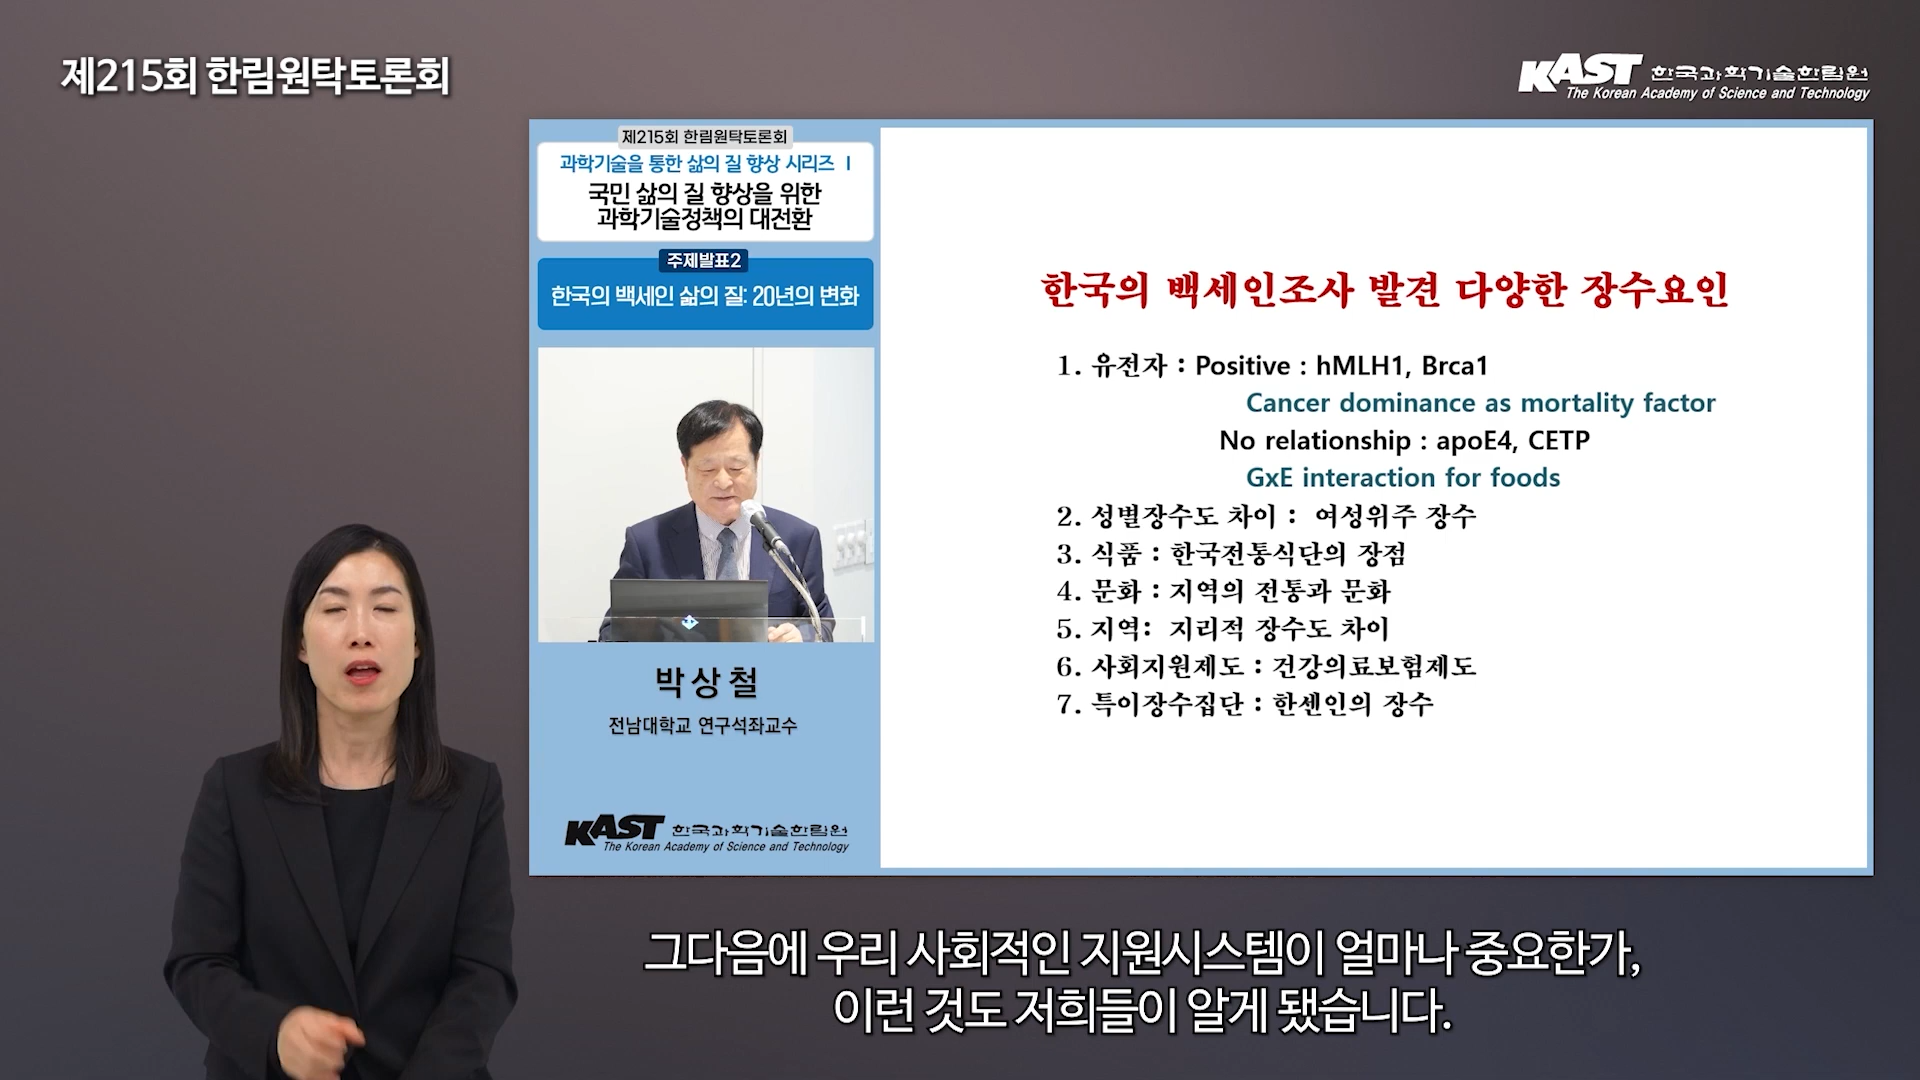 제215회 한림원탁토론회
KAST 한국과학기술한림원
The Korean Academy of Science and Technology
제215회 한림원탁토론회
과학기술을 통한 삶의 질 향상 시리즈 Ⅰ
국민 삶의 질 향상을 위한
과학기술정책의 대전환
주제발표2
한국의 백세인 삶의 질: 20년의 변화
박상철
전남대학교 연구석좌교수
KAST 한국과학기술한림원
The Korean Academy of Science and Technology
한국의 백세인조사 발견 다양한 장수요인
1. 유전자 : Positive : hMLH1, Brca1
Cancer dominance as mortality factor
No relationship : apoE4, CETP
GxE interaction for foods
2. 성별장수도 차이 : 여성위주 장수
3. 식품 : 한국전통식단의 장점
4. 문화 : 지역의 전통과 문화
5. 지역: 지리적 장수도 차이
6. 사회지원제도 : 건강의료보험제도
7. 특이장수집단 : 한센인의 장수
그다음에 우리 사회적인 지원시스템이 얼마나 중요한가,
이런 것도 저희들이 알게 됐습니다.